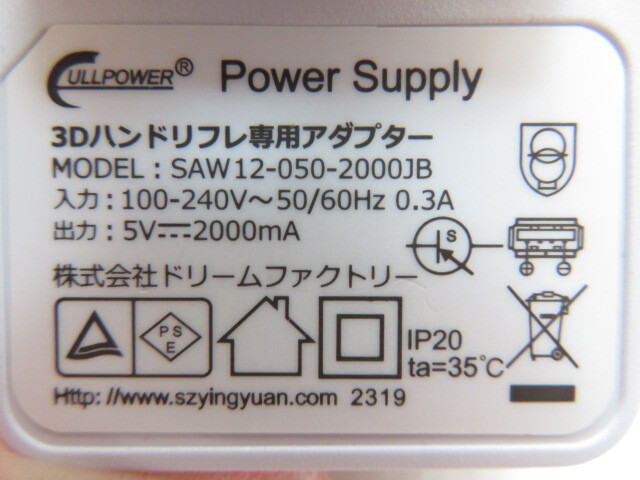 ULLPOWER® Power Supply
3Dハンドリフレ専用アダプター
MODEL : SAW12-050-2000JB
入力 : 100-240V～50/60Hz 0.3A
出力 : 5V⎓2000mA
S
株式会社ドリームファクトリー
PS
E
IP20
ta=35℃
Http: //www.szyingyuan.com 2319